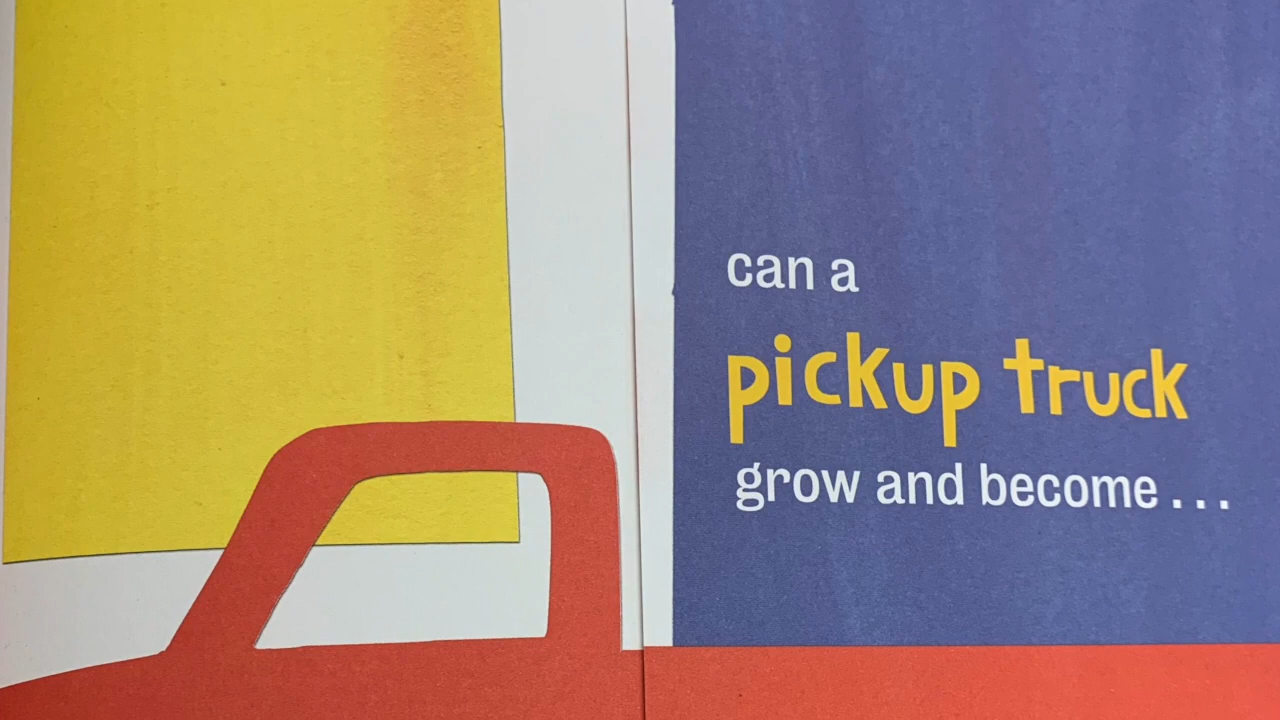 can a
pickup truck
grow and become . . .